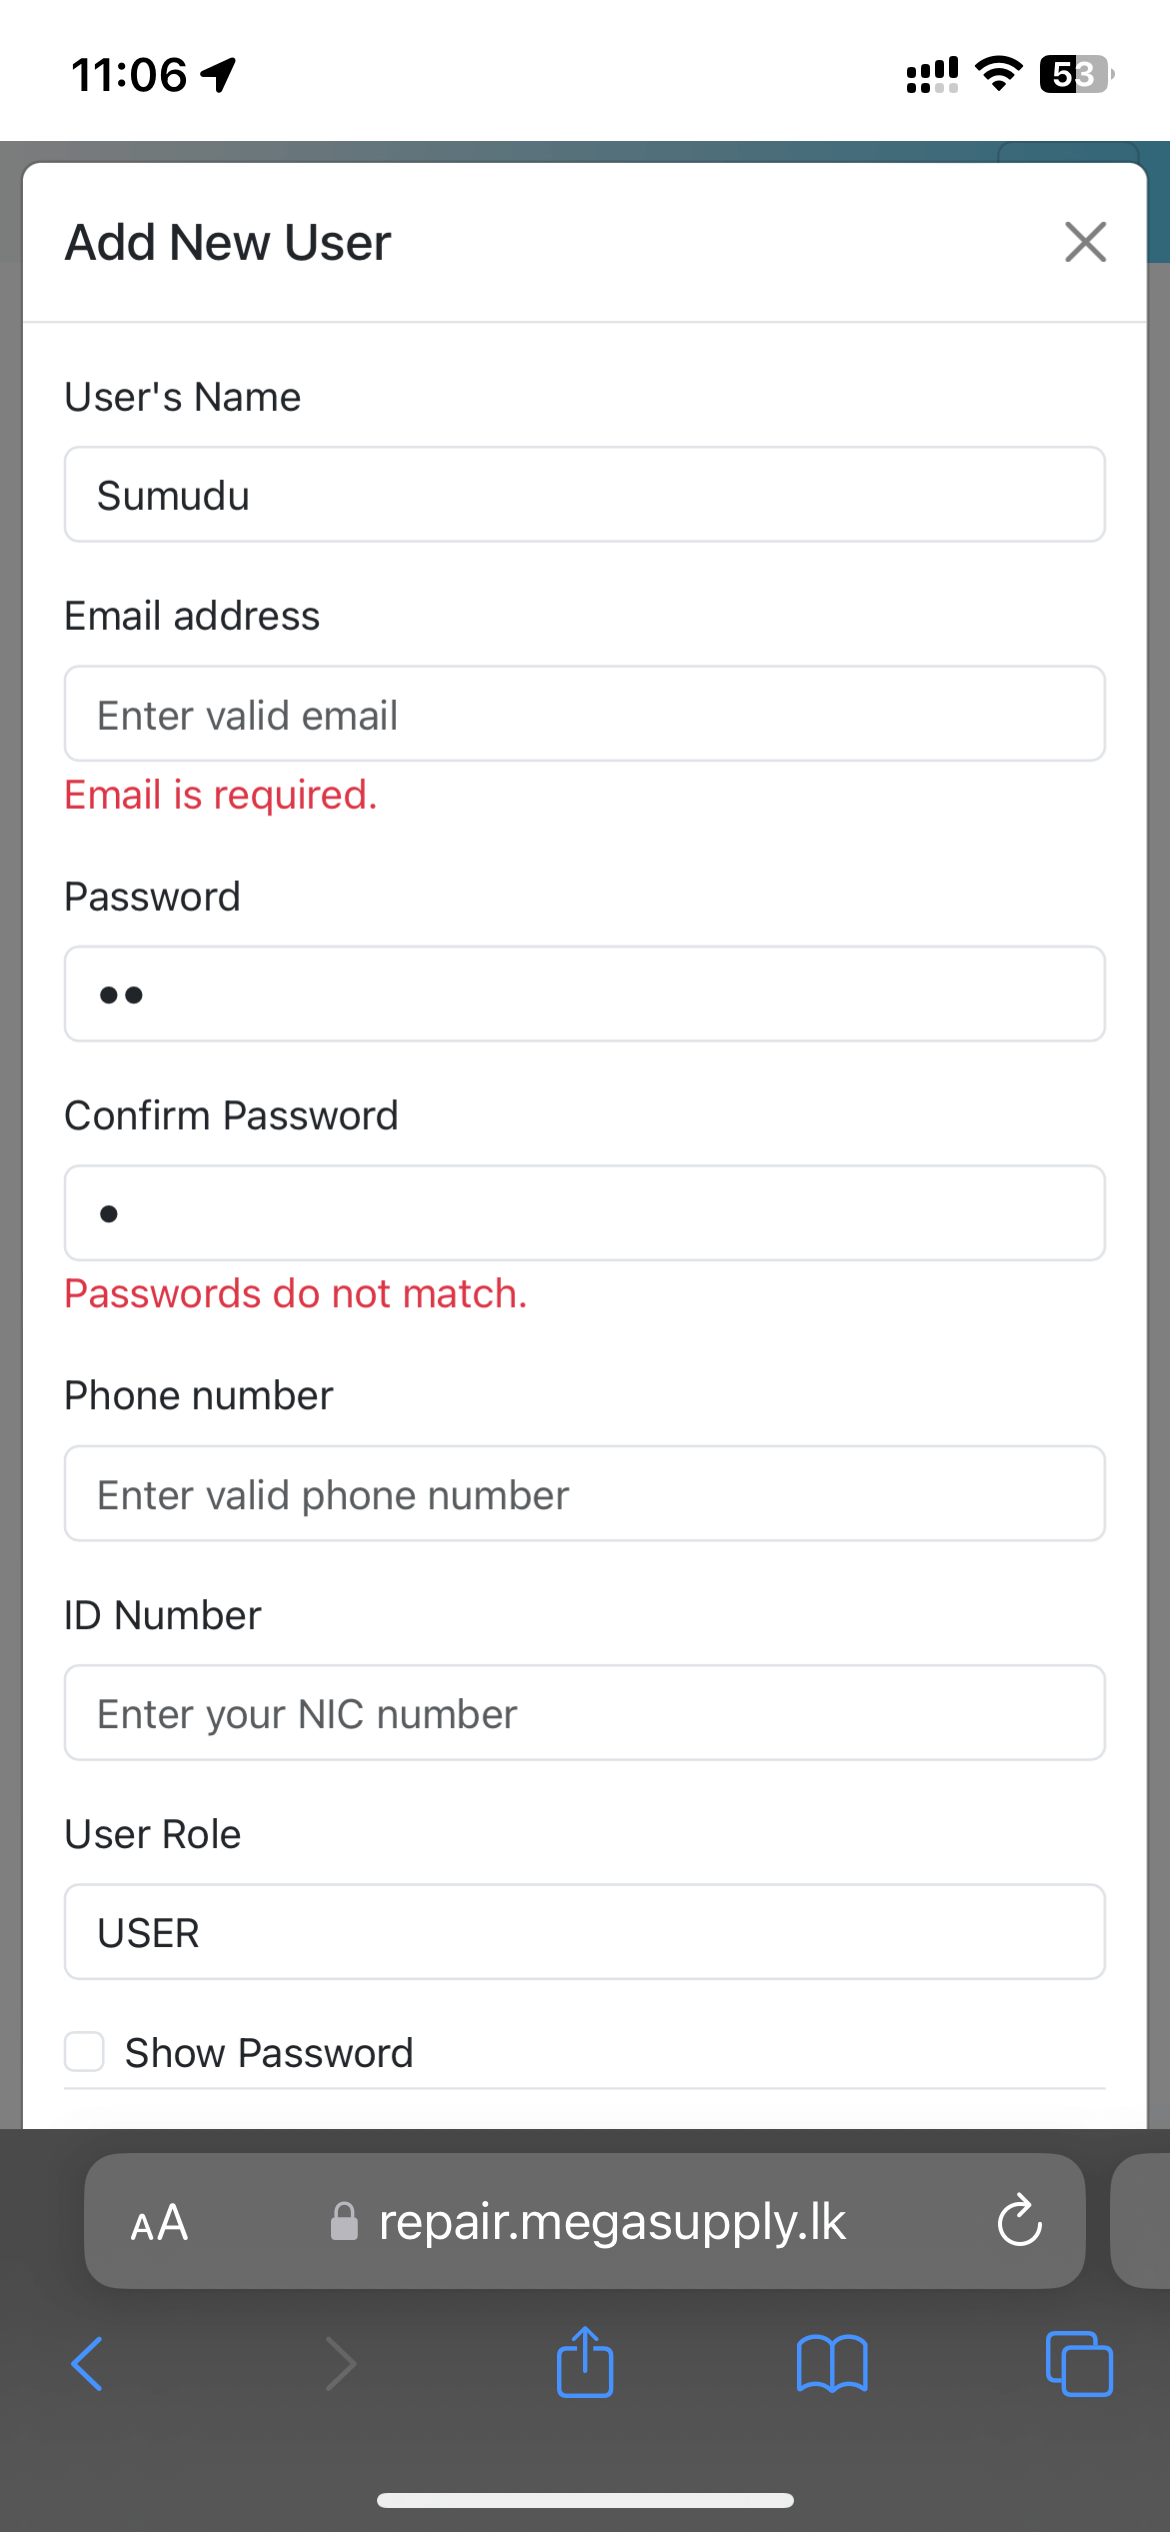 11:06
53
Add New User
User's Name
Sumudu
Email address
Enter valid email
Email is required.
Password
••
Confirm Password
•
Passwords do not match.
Phone number
Enter valid phone number
ID Number
Enter your NIC number
User Role
USER
Show Password
AA repair.megasupply.lk